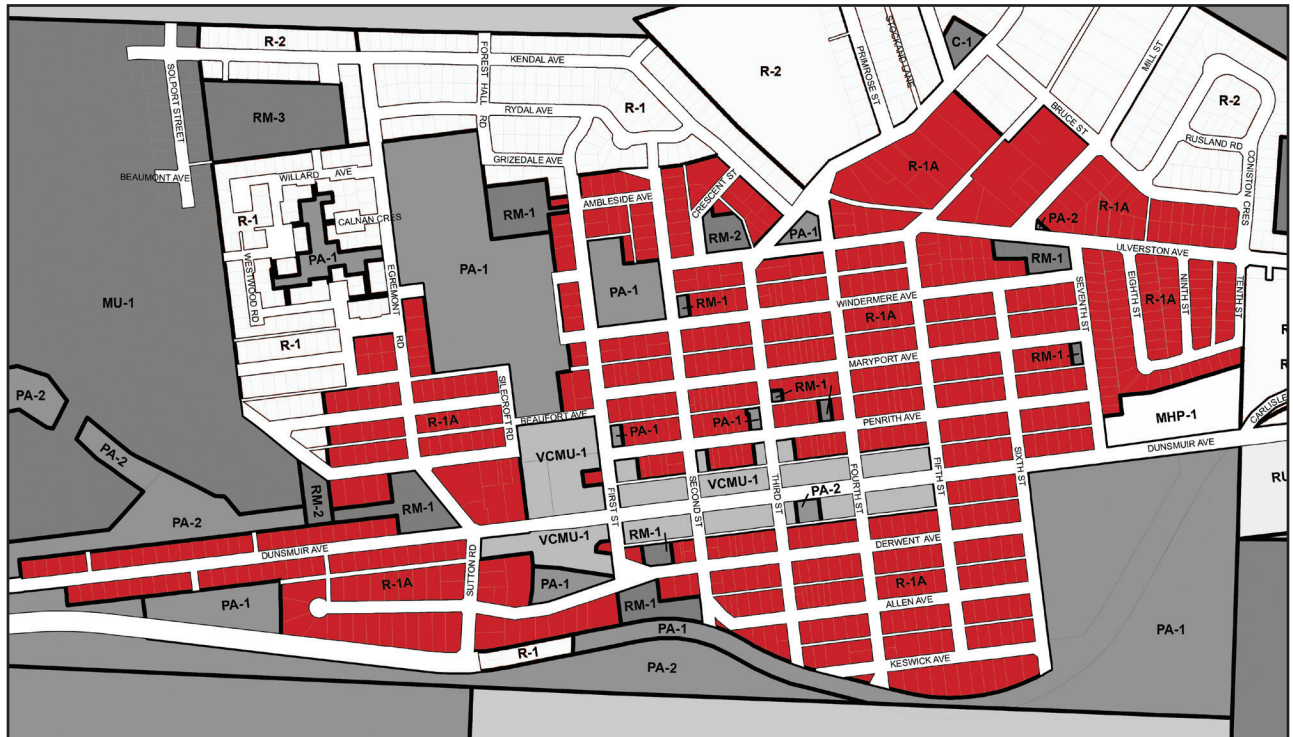 R-2
KENDAL AVE
FOREST HALL RD
SOLPORT STREET
RM-3
RYDAL AVE
R-1
R-2
PRIMROSE ST
STOCKAND LANE
C-1
MILL ST
BRUCE ST
R-2
RUSLAND RD
CONISTON CRES
BEAUMONT AVE
WILLARD AVE
GRIZEDALE AVE
R-1A
R-1
CALNAN CRES
RM-1
AMBLESIDE AVE
CRESCENT ST
RM-2
PA-1
PA-2
R-1A
PA-1
WESTWOOD RD
EGREMONT RD
PA-1
PA-1
RM-1
ULVERSTON AVE
MU-1
RM-1
WINDERMERE AVE
R-1A
SEVENTH ST
EIGHTH ST
R-1A
NINTH ST
TENTH ST
R-1
MARYPORT AVE
RM-1
R
R
PA-2
SILECROFT RD
RM-1
R-1A
BEAUFORT AVE
PA-1
PA-1
PENRITH AVE
MHP-1
CARLISLE
PA-2
VCMU-1
DUNSMUIR AVE
RM-2
VCMU-1
FIRST ST
SECOND ST
THIRD ST
FOURTH ST
FIFTH ST
SIXTH ST
PA-2
RU
PA-2
RM-1
DUNSMUIR AVE
VCMU-1
RM-1
DERWENT AVE
SUTTON RD
R-1A
PA-1
PA-1
R-1A
RM-1
ALLEN AVE
PA-1
PA-1
R-1
PA-2
KESWICK AVE